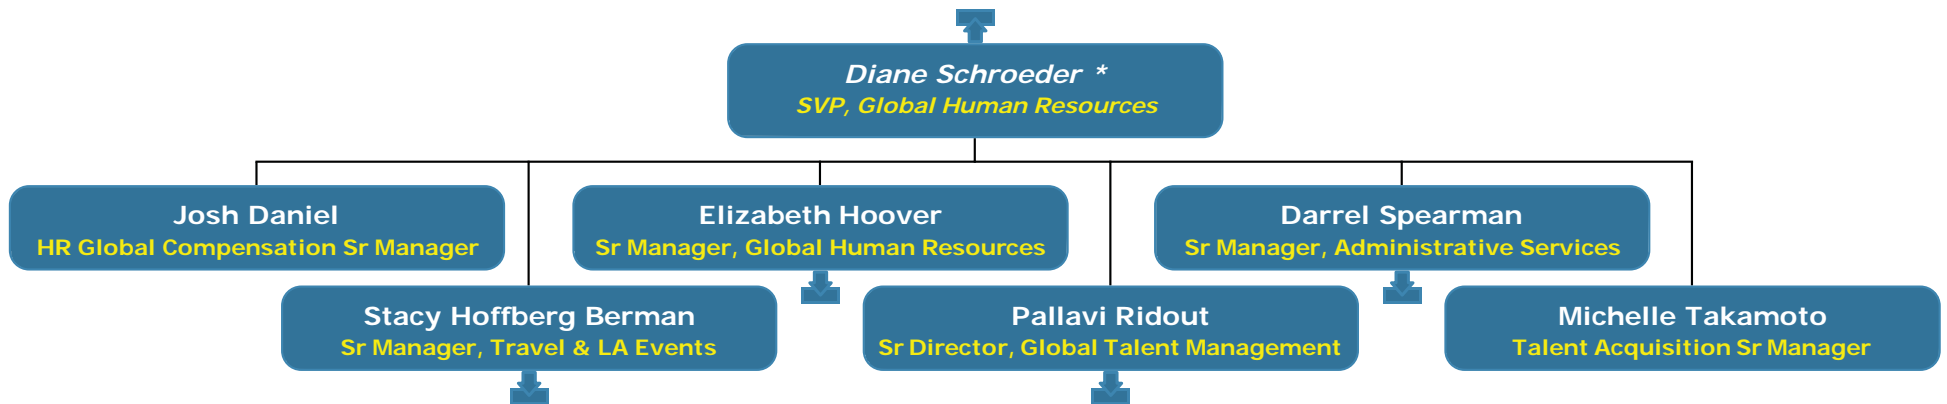 Diane Schroeder *
SVP, Global Human Resources
Josh Daniel
HR Global Compensation Sr Manager
Elizabeth Hoover
Sr Manager, Global Human Resources
Darrel Spearman
Sr Manager, Administrative Services
Stacy Hoffberg Berman
Sr Manager, Travel & LA Events
Pallavi Ridout
Sr Director, Global Talent Management
Michelle Takamoto
Talent Acquisition Sr Manager